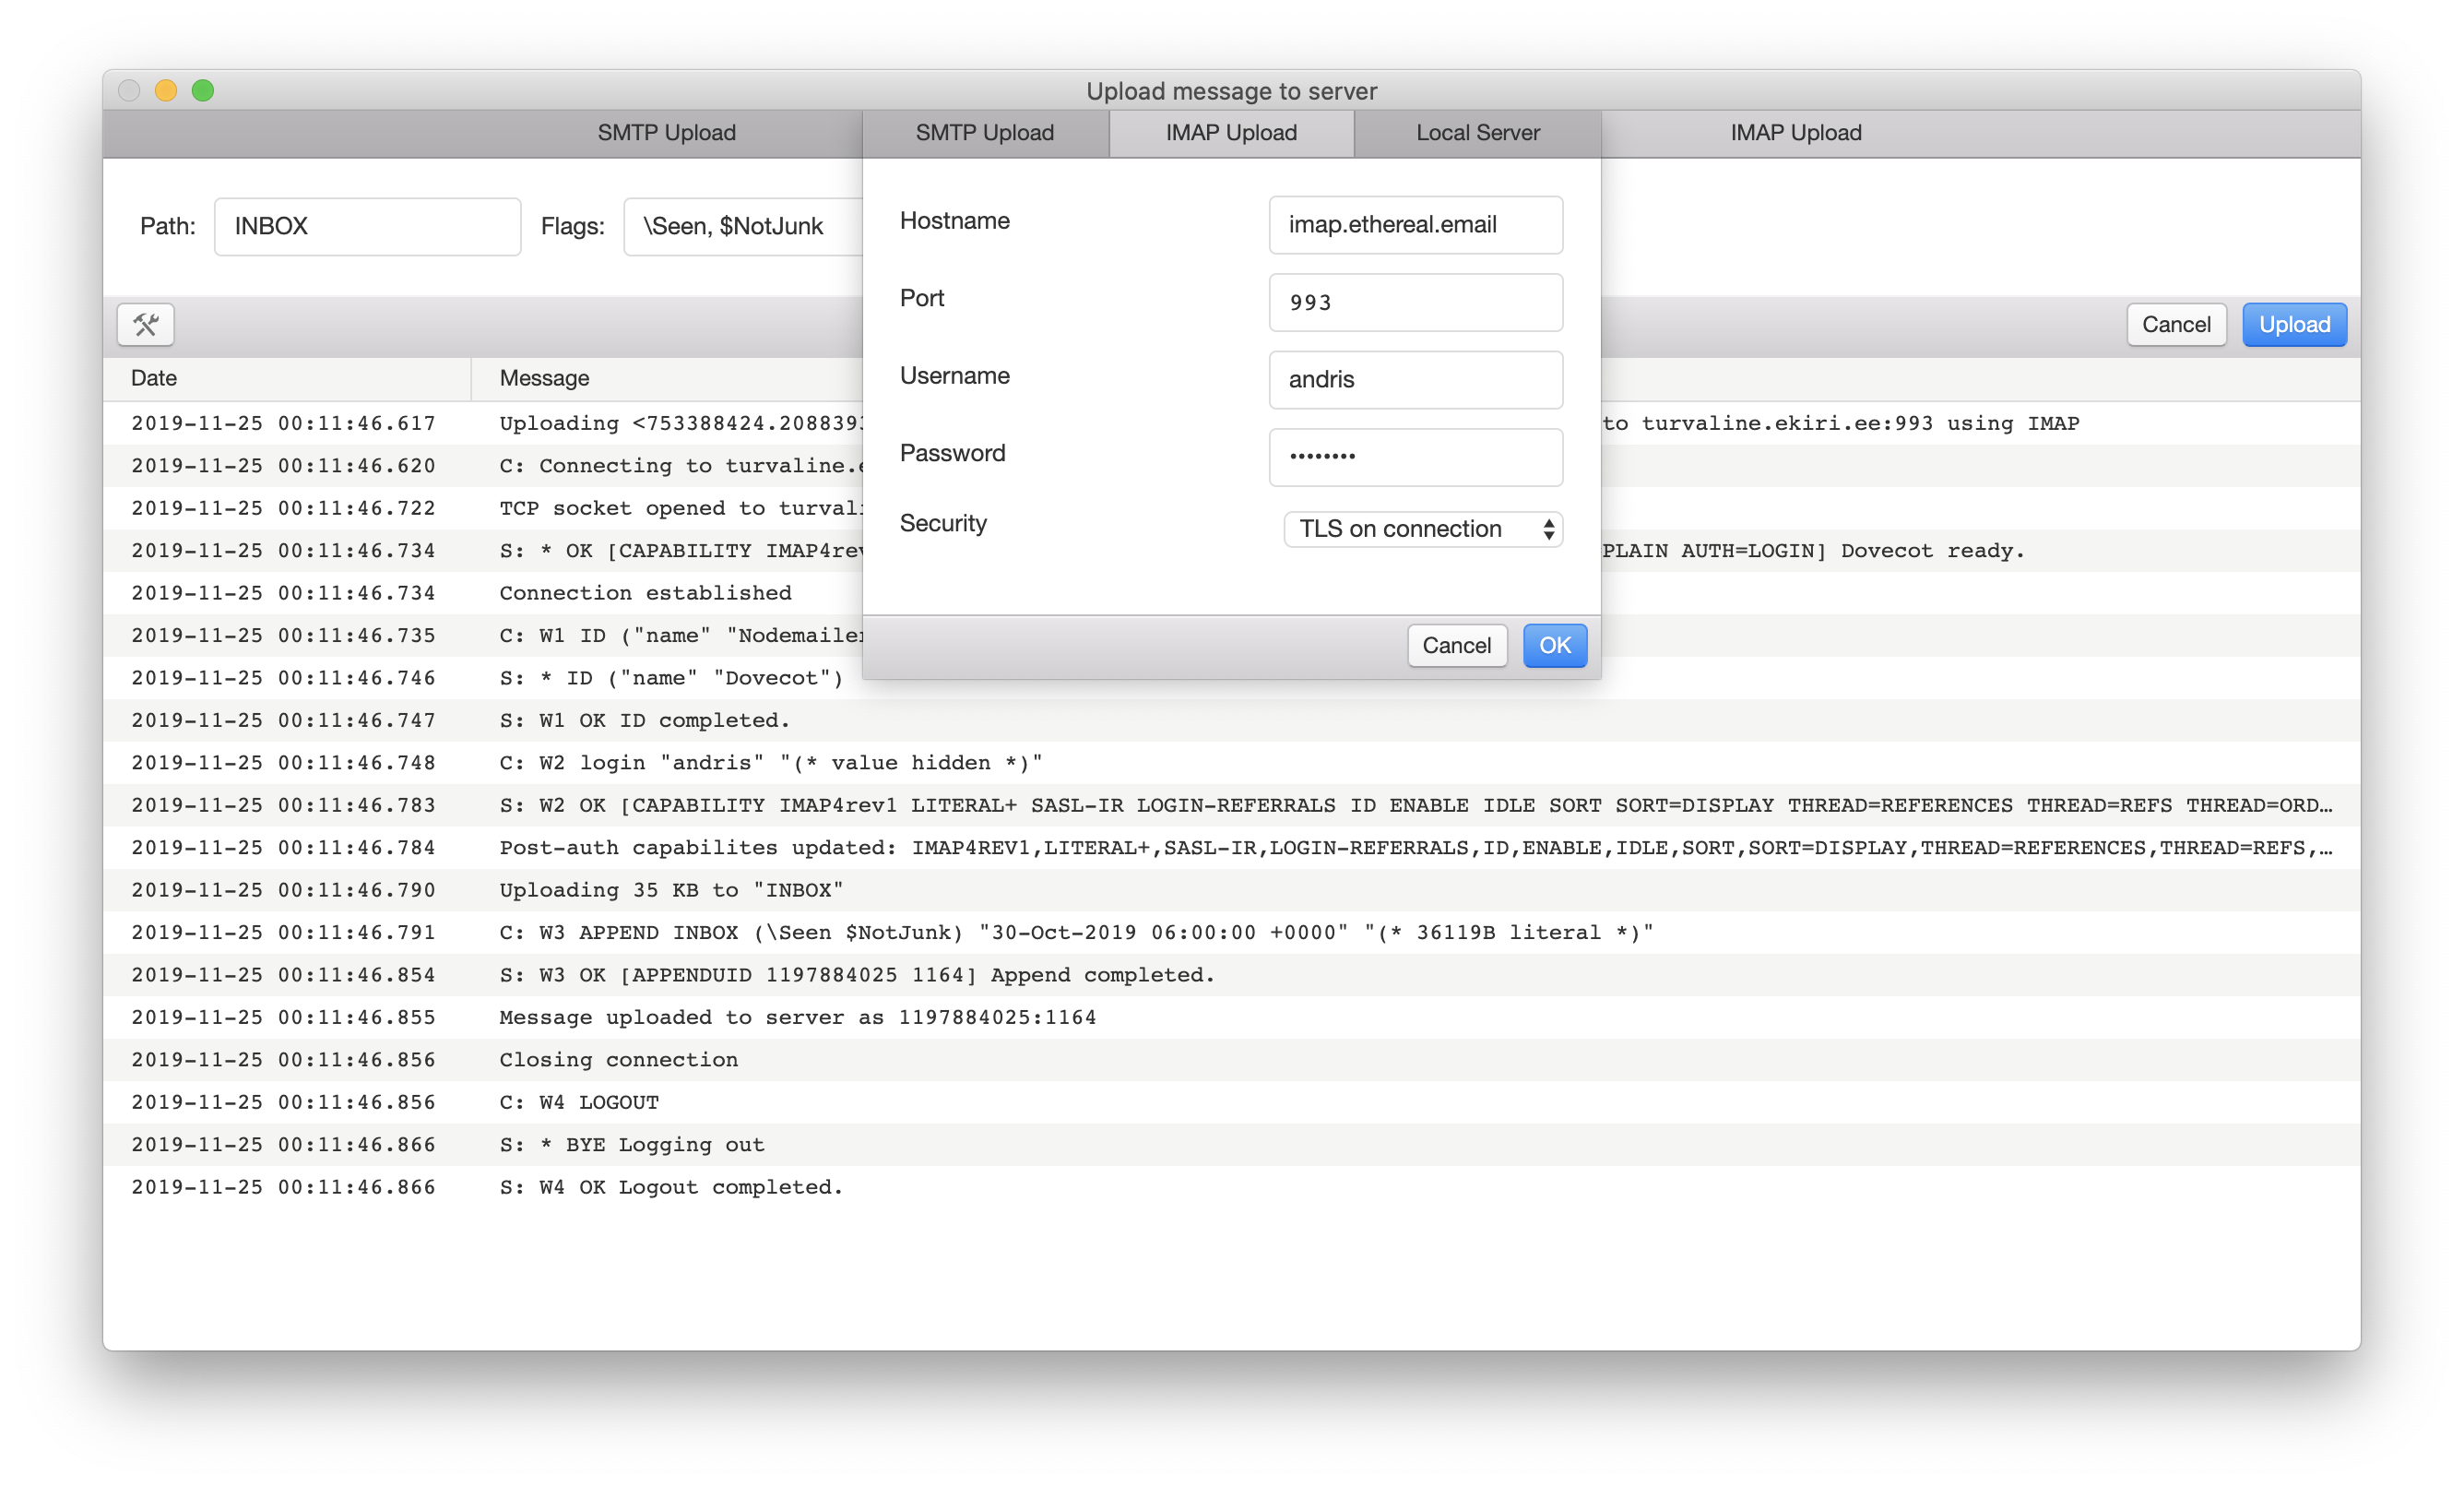 Upload message to server
SMTP Upload
IMAP Upload
SMTP Upload
IMAP Upload
Local Server
Path:
INBOX
Flags:
\Seen, $NotJunk
Hostname
imap.ethereal.email
Port
993
Username
andris
Password
••••••••
Security
TLS on connection
Cancel
OK
Cancel
Upload
Date Message
2019-11-25 00:11:46.617 Uploading <753388424.208839 to turvaline.ekiri.ee:993 using IMAP
2019-11-25 00:11:46.620 C: Connecting to turvaline.
2019-11-25 00:11:46.722 TCP socket opened to turval
2019-11-25 00:11:46.734 S: * OK [CAPABILITY IMAP4rev PLAIN AUTH=LOGIN] Dovecot ready.
2019-11-25 00:11:46.734 Connection established
2019-11-25 00:11:46.735 C: W1 ID ("name" "Nodemailer
2019-11-25 00:11:46.746 S: * ID ("name" "Dovecot")
2019-11-25 00:11:46.747 S: W1 OK ID completed.
2019-11-25 00:11:46.748 C: W2 login "andris" "(* value hidden *)"
2019-11-25 00:11:46.783 S: W2 OK [CAPABILITY IMAP4rev1 LITERAL+ SASL-IR LOGIN-REFERRALS ID ENABLE IDLE SORT SORT=DISPLAY THREAD=REFERENCES THREAD=REFS THREAD=ORD…
2019-11-25 00:11:46.784 Post-auth capabilites updated: IMAP4REV1,LITERAL+,SASL-IR,LOGIN-REFERRALS,ID,ENABLE,IDLE,SORT,SORT=DISPLAY,THREAD=REFERENCES,THREAD=REFS,…
2019-11-25 00:11:46.790 Uploading 35 KB to "INBOX"
2019-11-25 00:11:46.791 C: W3 APPEND INBOX (\Seen $NotJunk) "30-Oct-2019 06:00:00 +0000" "(* 36119B literal *)"
2019-11-25 00:11:46.854 S: W3 OK [APPENDUID 1197884025 1164] Append completed.
2019-11-25 00:11:46.855 Message uploaded to server as 1197884025:1164
2019-11-25 00:11:46.856 Closing connection
2019-11-25 00:11:46.856 C: W4 LOGOUT
2019-11-25 00:11:46.866 S: * BYE Logging out
2019-11-25 00:11:46.866 S: W4 OK Logout completed.